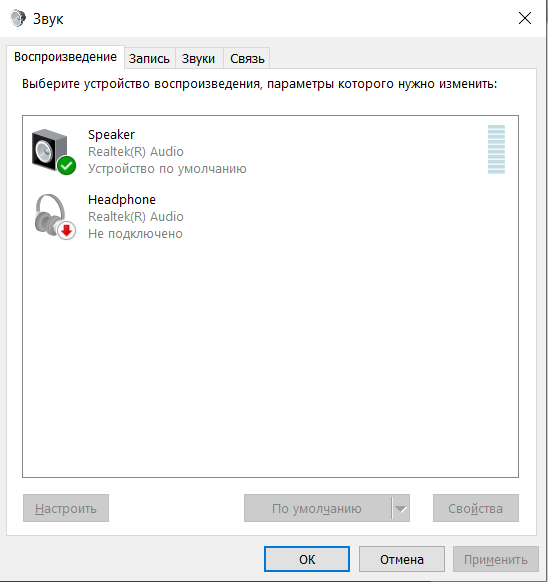 Звук
Воспроизведение Запись Звуки Связь
Выберите устройство воспроизведения, параметры которого нужно изменить:
Speaker
Realtek(R) Audio
Устройство по умолчанию
Headphone
Realtek(R) Audio
Не подключено
Настроить По умолчанию Свойства
ОК Отмена Применить